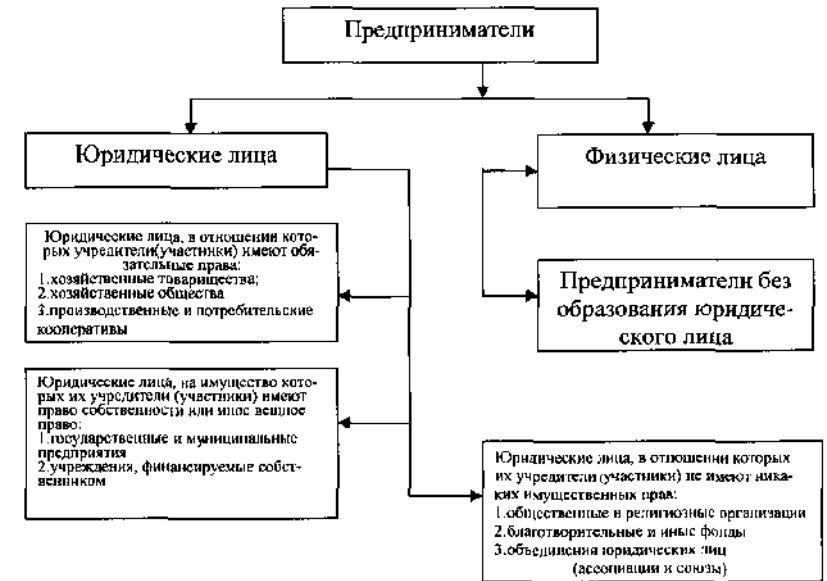 Предприниматели
Юридические лица
Физические лица
Юридические лица, в отношении кото-
рых учредители(участники) имеют обя-
зательные права:
1.хозяйственные товарищества;
2.хозяйственные общества
3.производственные и потребительские
кооперативы
Предприниматели без
образования юридиче-
ского лица
Юридические лица, на имущество кото-
рых их учредители (участники) имеют
право собственности или иное вещное
право:
1.государственные и муниципальные
предприятия
2.учреждения, финансируемые собст-
венником
Юридические лица, в отношении которых
их учредители (участники) не имеют ника-
ких имущественных прав:
1.общественные и религиозные организации
2.благотворительные и иные фонды
3.объединения юридических лиц
(ассоциации и союзы)